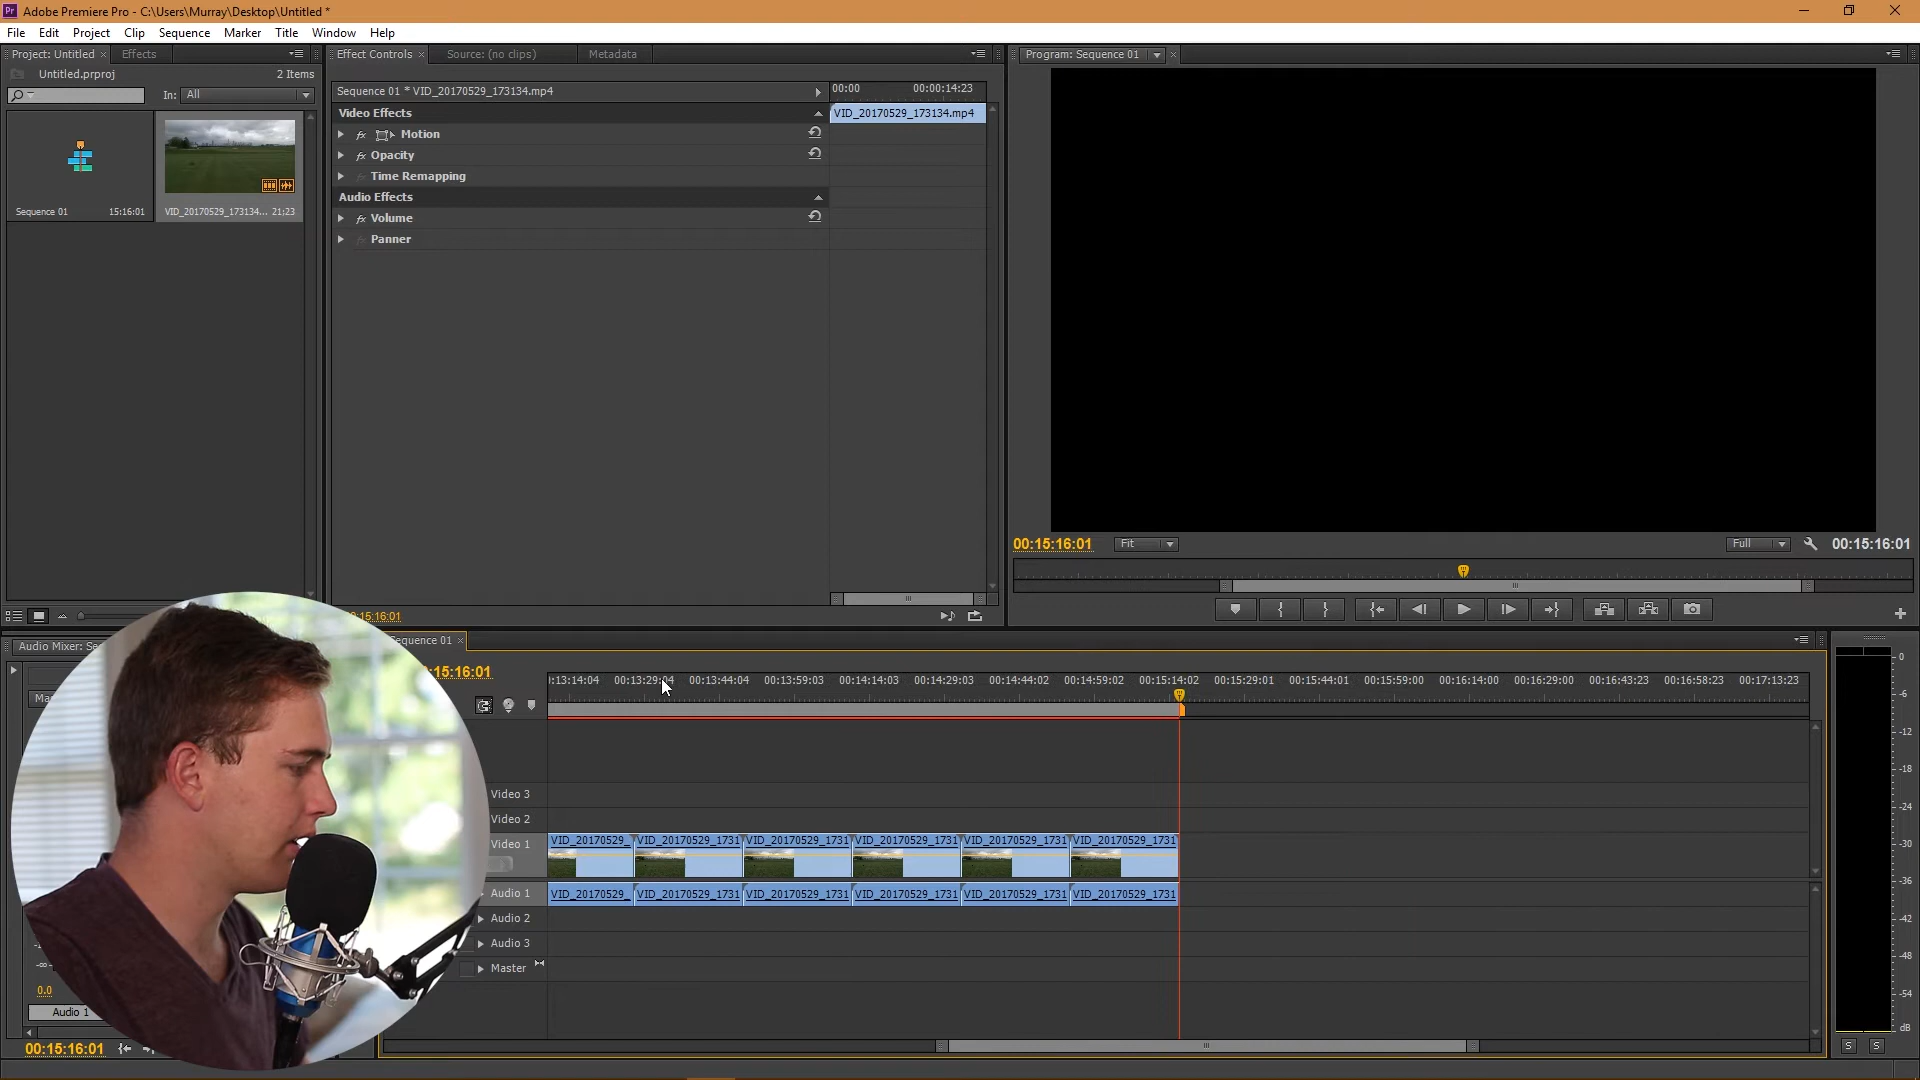 Adobe Premiere Pro - C:\Users\Murray\Desktop\Untitled *
File Edit Project Clip Sequence Marker Title Window Help
Project: Untitled Effects
Untitled.prproj 2 Items
In: All
Sequence 01 15:16:01
VID_20170529_173134... 21;23
Effect Controls Source: (no clips) Metadata
Sequence 01 * VID_20170529_173134.mp4
00:00 00:00:14:23
Video Effects
VID_20170529_173134.mp4
fx Motion
fx Opacity
fx Time Remapping
Audio Effects
fx Volume
fx Panner
:15:16:01
Program: Sequence 01
00:15:16:01 Fit Full 00:15:16:01
Audio Mixer: Se
equence 01
:15:16:01
):13:14:04 00:13:29:04 00:13:44:04 00:13:59:03 00:14:14:03 00:14:29:03 00:14:44:02 00:14:59:02 00:15:14:02 00:15:29:01 00:15:44:01 00:15:59:00 00:16:14:00 00:16:29:00 00:16:43:23 00:16:58:23 00:17:13:23
Mas
Video 3
Video 2
Video 1
VID_20170529_ VID_20170529_1731 VID_20170529_1731 VID_20170529_1731 VID_20170529_1731 VID_20170529_1731
Audio 1
VID_20170529_ VID_20170529_1731 VID_20170529_1731 VID_20170529_1731 VID_20170529_1731 VID_20170529_1731
Audio 2
Audio 3
Master
-∞
0.0
Audio 1
00:15:16:01
0
-6
-12
-18
-24
-30
-36
-42
-48
-54
dB
S S